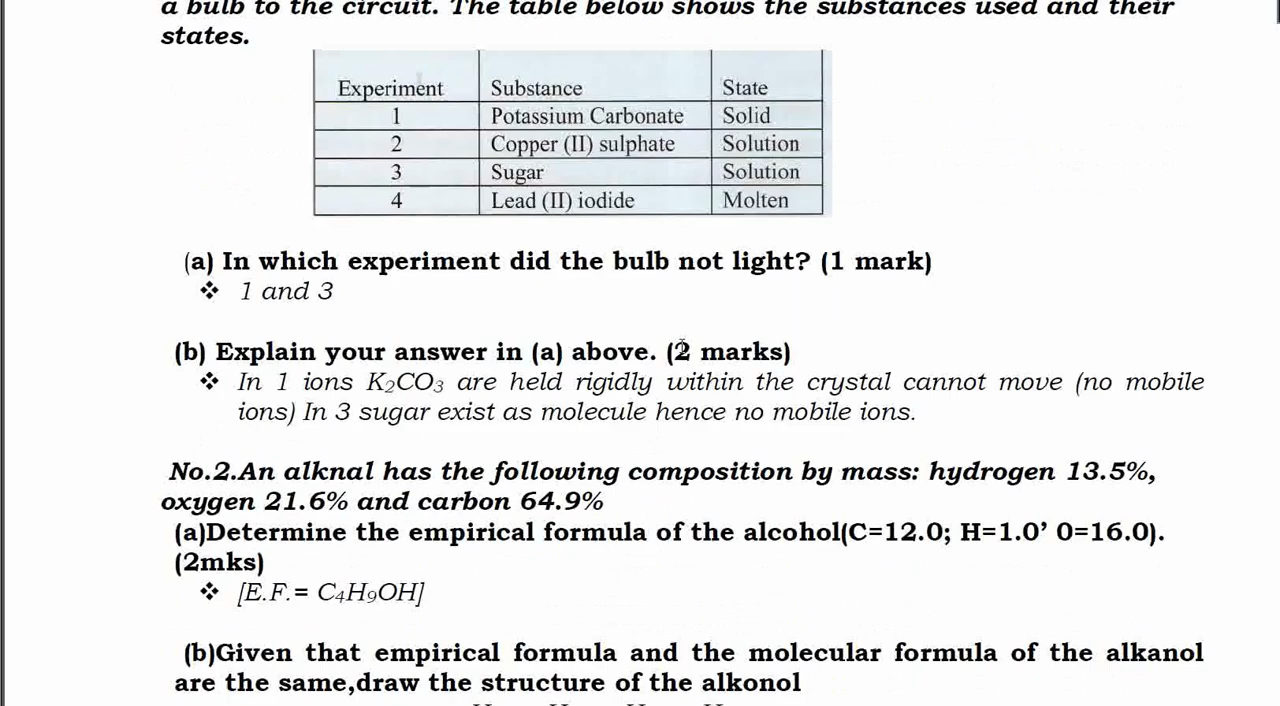 a bulb to the circuit. The table below shows the substances used and their
states.
Experiment Substance State
1 Potassium Carbonate Solid
2 Copper (II) sulphate Solution
3 Sugar Solution
4 Lead (II) iodide Molten
(a) In which experiment did the bulb not light? (1 mark)
❖ 1 and 3
(b) Explain your answer in (a) above. (2 marks)
❖ In 1 ions K₂CO₃ are held rigidly within the crystal cannot move (no mobile
ions) In 3 sugar exist as molecule hence no mobile ions.
No.2.An alknal has the following composition by mass: hydrogen 13.5%,
oxygen 21.6% and carbon 64.9%
(a)Determine the empirical formula of the alcohol(C=12.0; H=1.0’ 0=16.0).
(2mks)
❖ [E.F.= C₄H₉OH]
(b)Given that empirical formula and the molecular formula of the alkanol
are the same,draw the structure of the alkonol